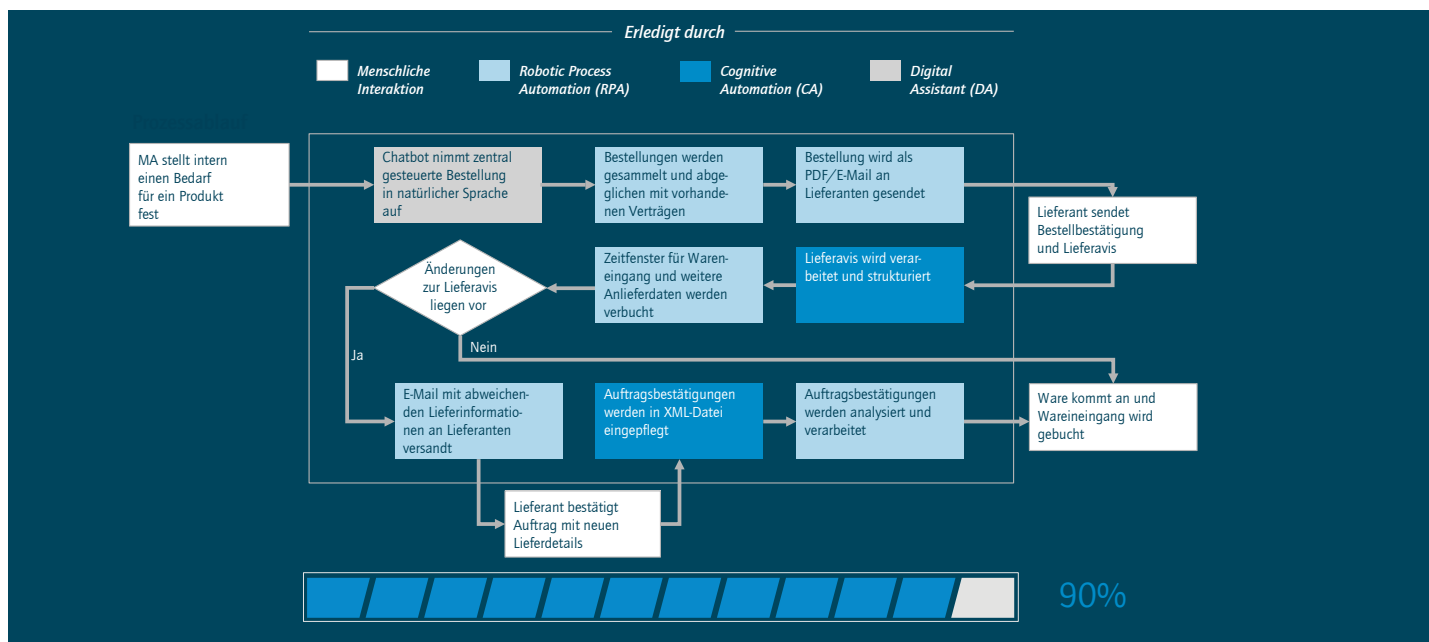 Erledigt durch
Menschliche
Interaktion
Robotic Process
Automation (RPA)
Cognitive
Automation (CA)
Digital
Assistant (DA)
Prozessablauf
MA stellt intern
einen Bedarf
für ein Produkt
fest
Chatbot nimmt zentral
gesteuerte Bestellung
in natürlicher Sprache
auf
Bestellungen werden
gesammelt und abge-
glichen mit vorhande-
nen Verträgen
Bestellung wird als
PDF/E-Mail an
Lieferanten gesendet
Lieferant sendet
Bestellbestätigung
und Lieferavis
Lieferavis wird verar-
beitet und strukturiert
Zeitfenster für Waren-
eingang und weitere
Anlieferdaten werden
verbucht
Änderungen
zur Lieferavis
liegen vor
Ja
Nein
E-Mail mit abweichen-
den Lieferinformatio-
nen an Lieferanten
versandt
Lieferant bestätigt
Auftrag mit neuen
Lieferdetails
Auftragsbestätigungen
werden in XML-Datei
eingepflegt
Auftragsbestätigungen
werden analysiert und
verarbeitet
Ware kommt an und
Wareineingang wird
gebucht
90%